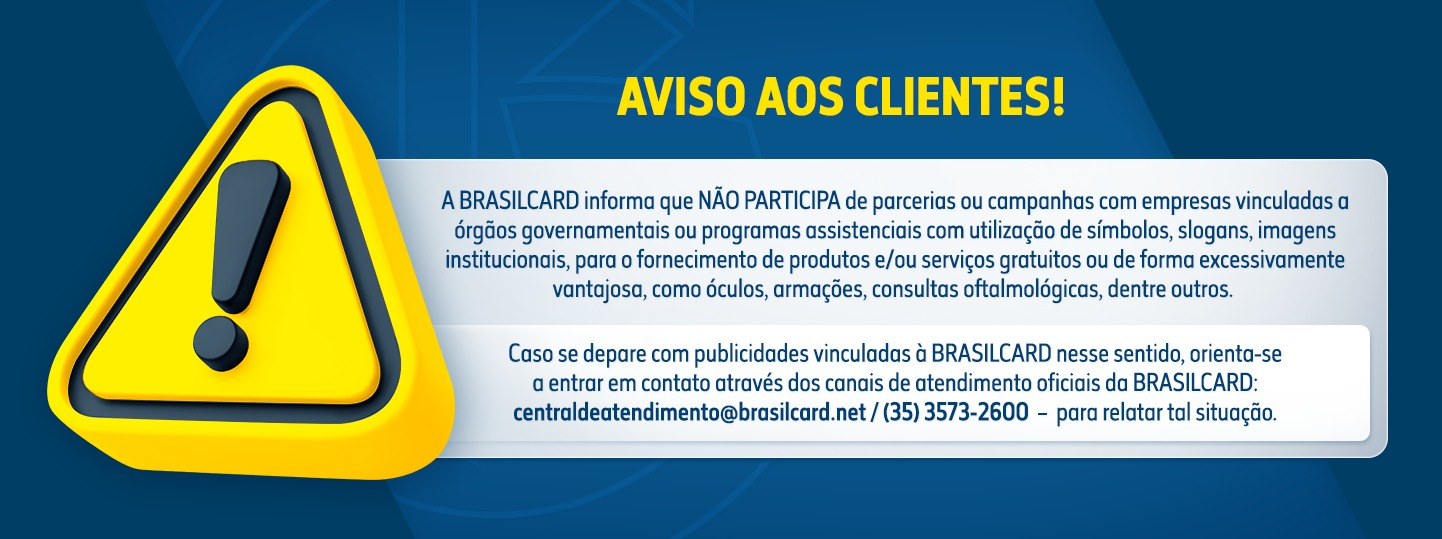 AVISO AOS CLIENTES!
A BRASILCARD informa que NÃO PARTICIPA de parcerias ou campanhas com empresas vinculadas a
órgãos governamentais ou programas assistenciais com utilização de símbolos, slogans, imagens
institucionais, para o fornecimento de produtos e/ou serviços gratuitos ou de forma excessivamente
vantajosa, como óculos, armações, consultas oftalmológicas, dentre outros.
Caso se depare com publicidades vinculadas à BRASILCARD nesse sentido, orienta-se
a entrar em contato através dos canais de atendimento oficiais da BRASILCARD:
centraldeatendimento@brasilcard.net / (35) 3573-2600 – para relatar tal situação.